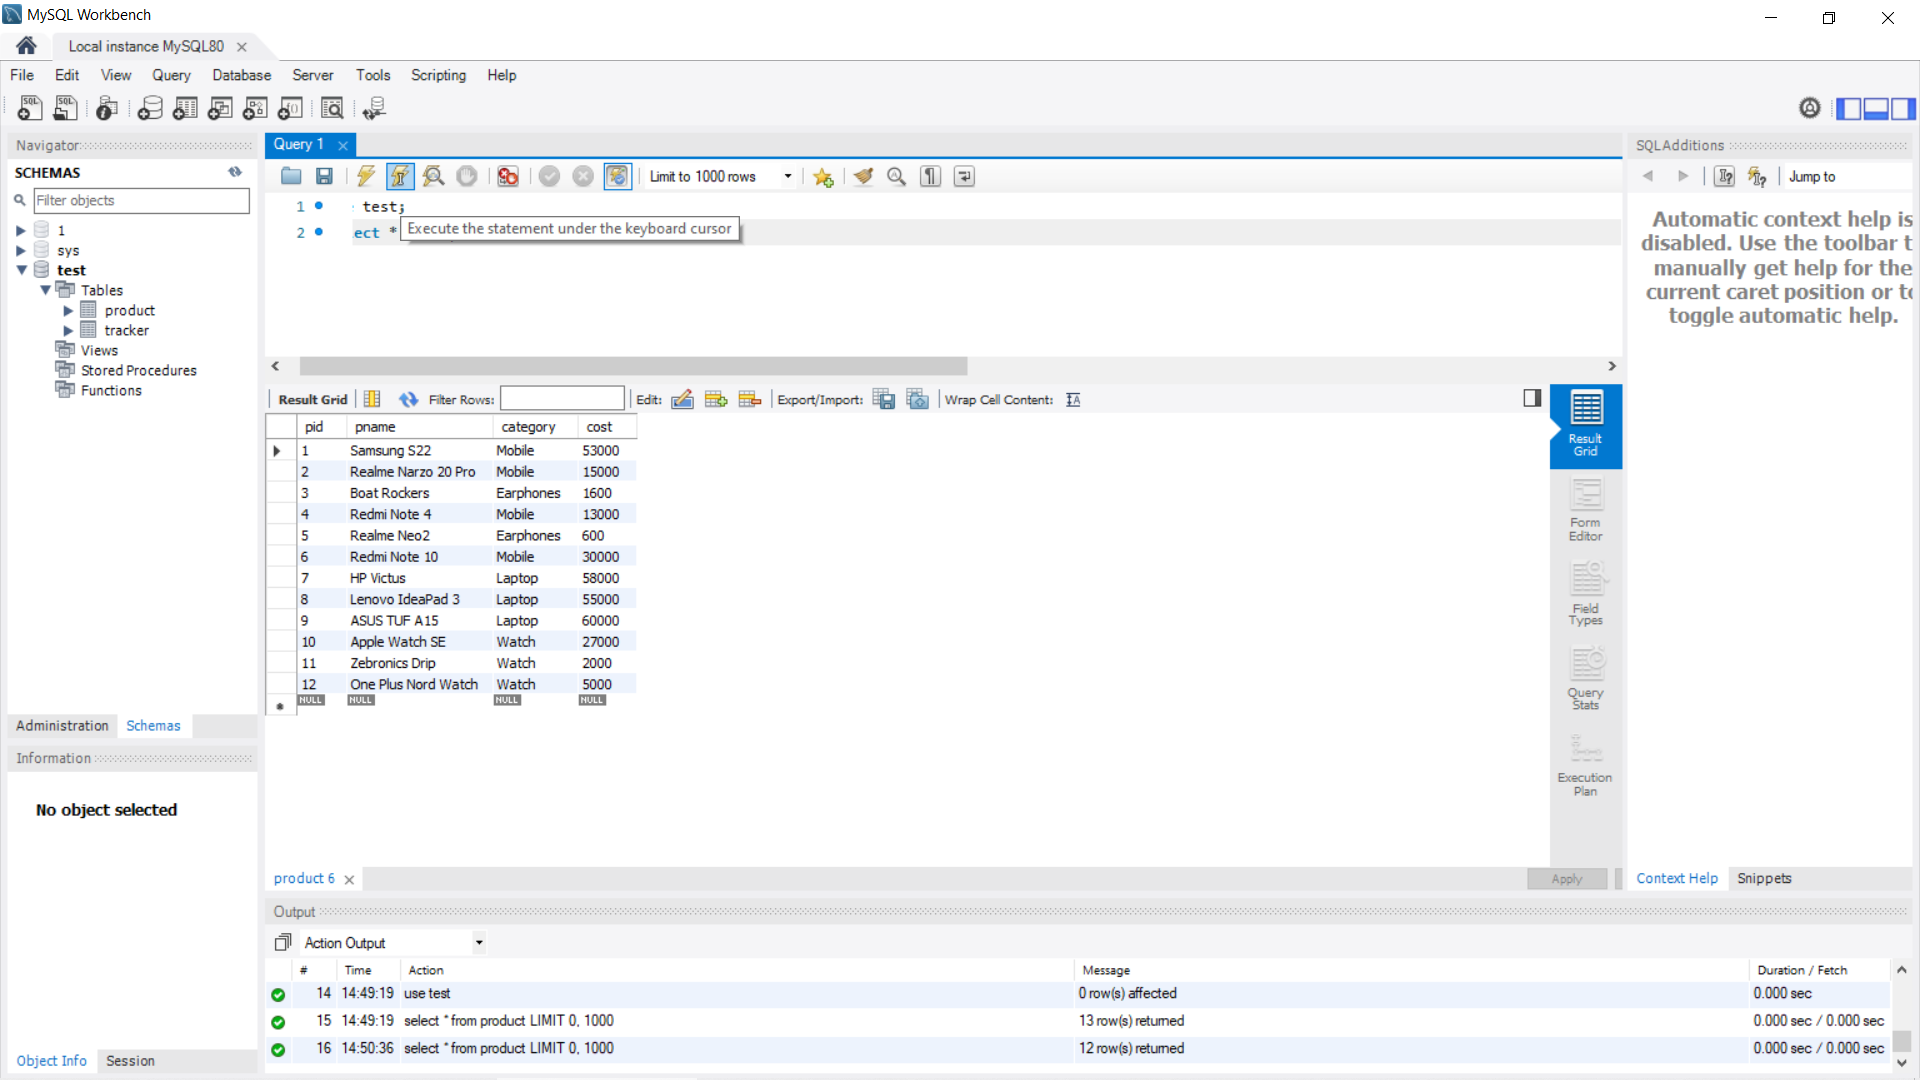 MySQL Workbench
Local instance MySQL80
File Edit View Query Database Server Tools Scripting Help
Navigator
SCHEMAS
Filter objects
1
sys
test
Tables
product
tracker
Views
Stored Procedures
Functions
Administration Schemas
Information
No object selected
Object Info Session
Query 1
Limit to 1000 rows
1 test;
2 ect *
Execute the statement under the keyboard cursor
Result Grid Filter Rows: Edit: Export/Import: Wrap Cell Content:
pid pname category cost
1 Samsung S22 Mobile 53000
2 Realme Narzo 20 Pro Mobile 15000
3 Boat Rockers Earphones 1600
4 Redmi Note 4 Mobile 13000
5 Realme Neo2 Earphones 600
6 Redmi Note 10 Mobile 30000
7 HP Victus Laptop 58000
8 Lenovo IdeaPad 3 Laptop 55000
9 ASUS TUF A15 Laptop 60000
10 Apple Watch SE Watch 27000
11 Zebronics Drip Watch 2000
12 One Plus Nord Watch Watch 5000
NULL NULL NULL NULL
Result
Grid
Form
Editor
Field
Types
Query
Stats
Execution
Plan
product 6
Apply
SQLAdditions
Jump to
Automatic context help is
disabled. Use the toolbar t
manually get help for the
current caret position or to
toggle automatic help.
Context Help Snippets
Output
Action Output
# Time Action Message Duration / Fetch
14 14:49:19 use test 0 row(s) affected 0.000 sec
15 14:49:19 select * from product LIMIT 0, 1000 13 row(s) returned 0.000 sec / 0.000 sec
16 14:50:36 select * from product LIMIT 0, 1000 12 row(s) returned 0.000 sec / 0.000 sec